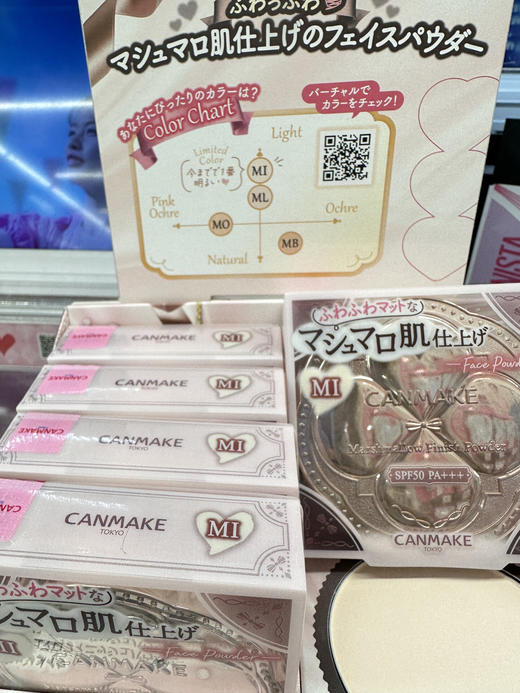 ふわっふわ
マシュマロ肌仕上げのフェイスパウダー
あなたにぴったりのカラーは?
Color Chart
バーチャルで
カラーをチェック!
Light
Limited
Color
今までで1番
明るい
MI
ML
Pink
Ochre
Ochre
MO
MB
Natural
CANMAKE
MI
CANMAKE
MI
CANMAKE
TOKYO
MI
CANMAKE
TOKYO
MI
ふわふわマットな
マシュマロ肌仕上げ
Face Powder
CANMAKE
ふわふわマットな
マシュマロ肌仕上げ
Face Powd
MI
CANMAKE
Marshmallow Finish Powder
SPF50 PA+++
CANMAKE
TOKYO